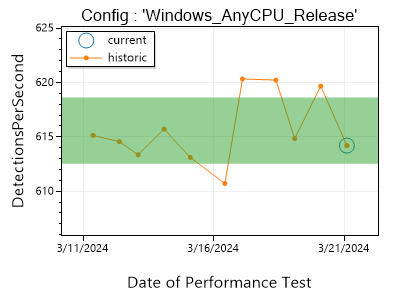 Config : 'Windows_AnyCPU_Release'
current
historic
DetectionsPerSecond
625
620
615
610
3/11/2024
3/16/2024
3/21/2024
Date of Performance Test